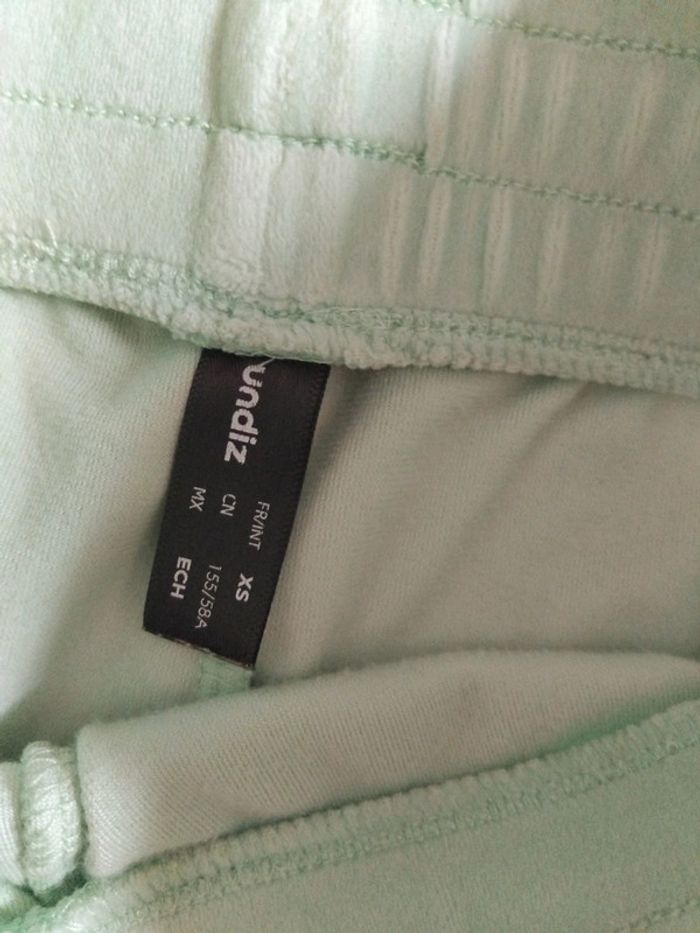 undiz
FR/INT XS
CN 155/58A
MX ECH